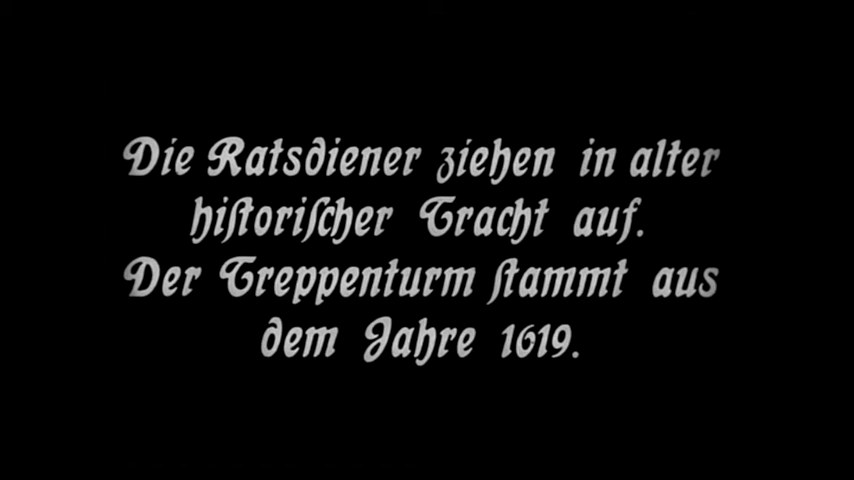 Die Ratsdiener ziehen in alter
hiſtoriſcher Tracht auf.
Der Treppenturm ſtammt aus
dem Jahre 1619.